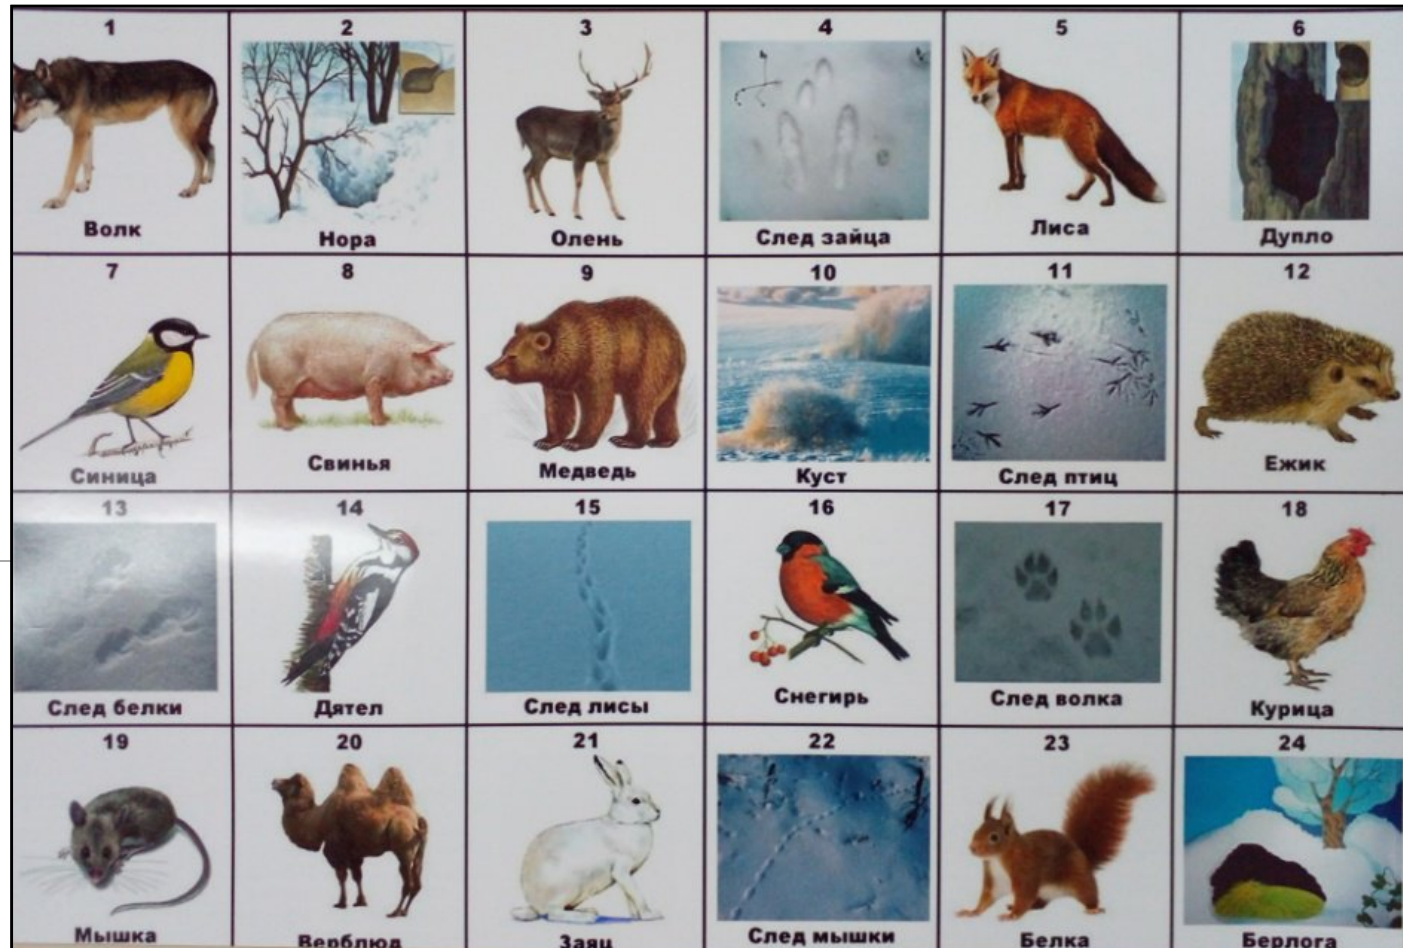 1 2 3 4 5 6
Волк Нора Олень След зайца Лиса Дупло
7 8 9 10 11 12
Синица Свинья Медведь Куст След птиц Ежик
13 14 15 16 17 18
След белки Дятел След лисы Снегирь След волка Курица
19 20 21 22 23 24
Мышка Верблюд Заяц След мышки Белка Берлога